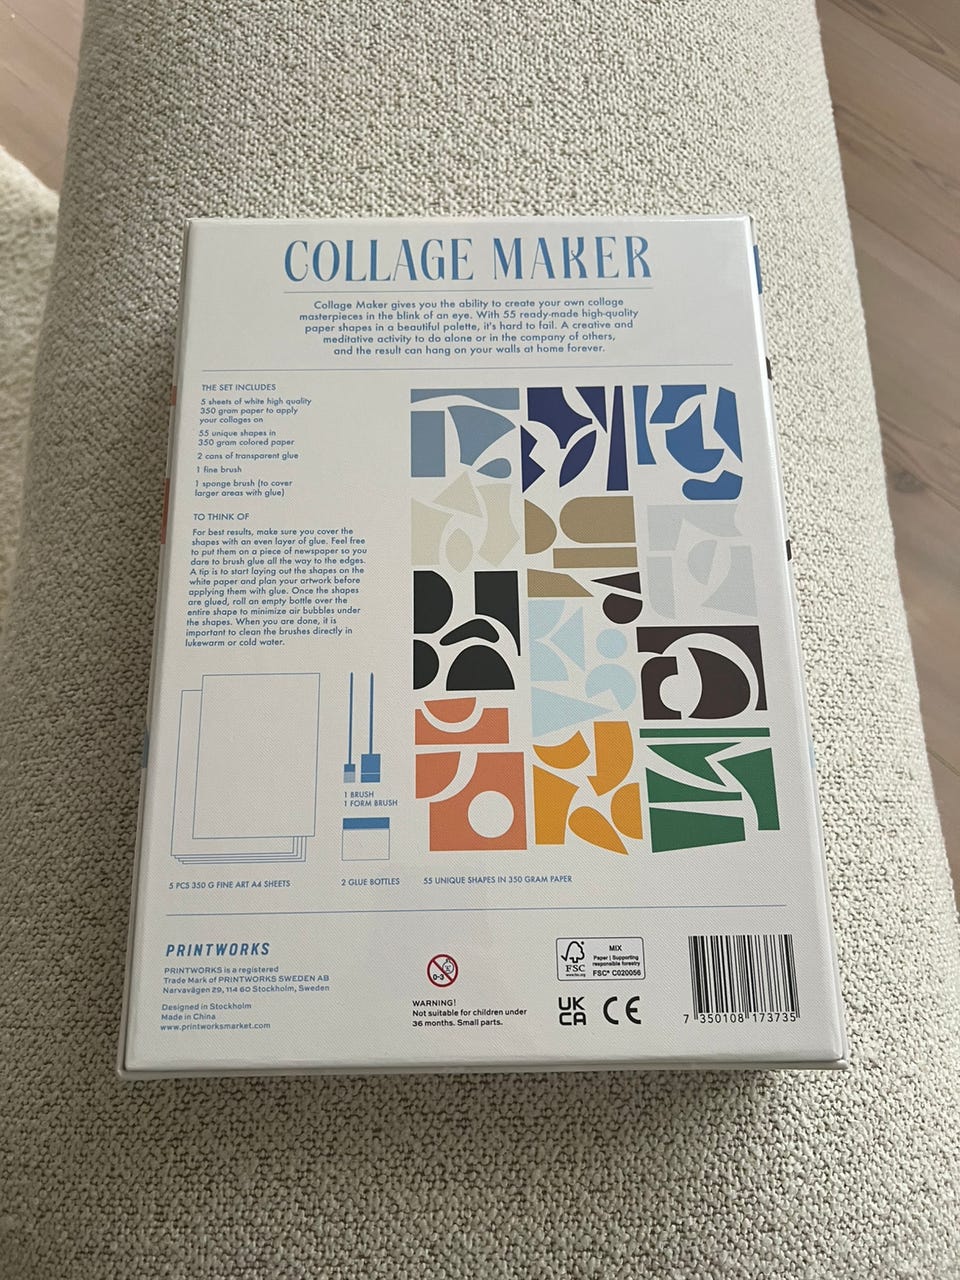 COLLAGE MAKER
Collage Maker gives you the ability to create your own collage
masterpieces in the blink of an eye. With 55 ready-made high-quality
paper shapes in a beautiful palette, it's hard to fail. A creative and
meditative activity to do alone or in the company of others,
and the result can hang on your walls at home forever.
THE SET INCLUDES
5 sheets of white high quality
350 gram paper to apply
your collages on
55 unique shapes in
350 gram colored paper
2 cans of transparent glue
1 fine brush
1 sponge brush (to cover
larger areas with glue)
TO THINK OF
For best results, make sure you cover the
shapes with an even layer of glue. Feel free
to put them on a piece of newspaper so you
dare to brush glue all the way to the edges.
A tip is to start laying out the shapes on the
white paper and plan your artwork before
applying them with glue. Once the shapes
are glued, roll an empty bottle over the
entire shape to minimize air bubbles under
the shapes. When you are done, it is
important to clean the brushes directly in
lukewarm or cold water.
1 BRUSH
1 FORM BRUSH
5 PCS 350 G FINE ART A4 SHEETS
2 GLUE BOTTLES
55 UNIQUE SHAPES IN 350 GRAM PAPER
PRINTWORKS
PRINTWORKS is a registered
Trade Mark of PRINTWORKS SWEDEN AB
Narvavägen 29, 114 60 Stockholm, Sweden
Designed in Stockholm
Made in China
www.printworksmarket.com
0-3
WARNING!
Not suitable for children under
36 months. Small parts.
FSC
www.fsc.org
MIX
Paper | Supporting
responsible forestry
FSC® C020056
UK
CA
CE
7 350108 173735